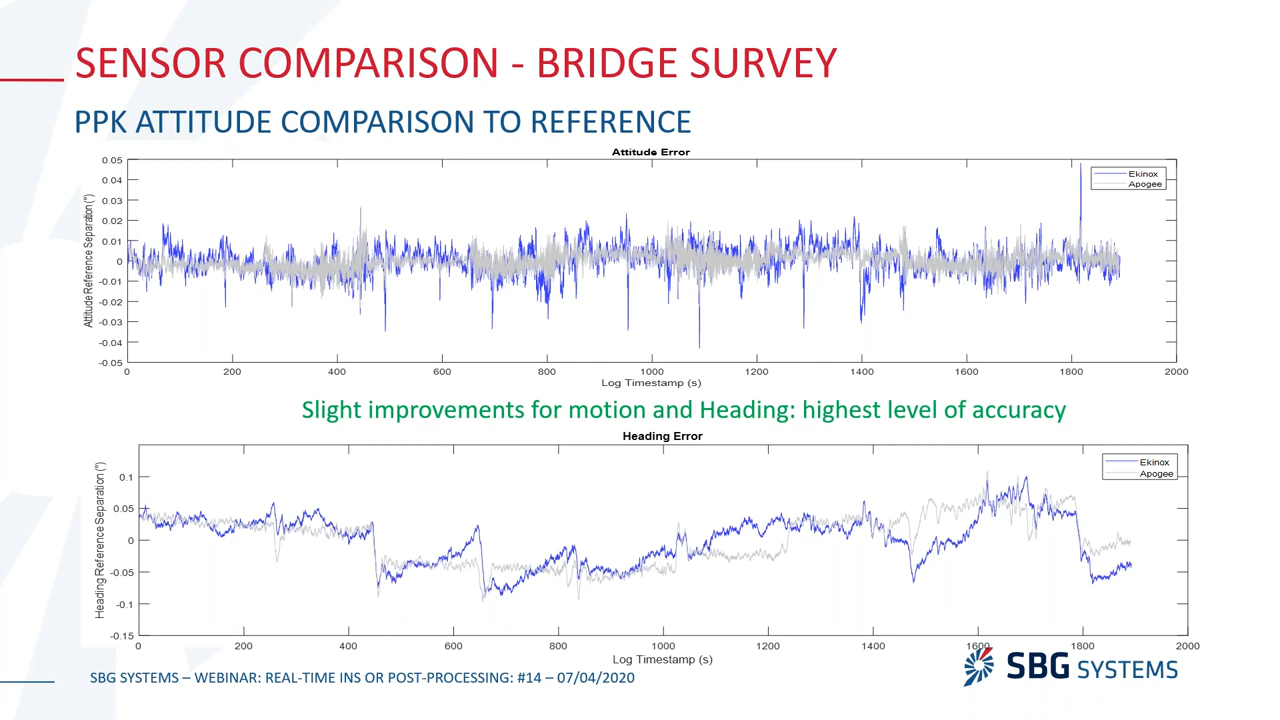 SENSOR COMPARISON - BRIDGE SURVEY
PPK ATTITUDE COMPARISON TO REFERENCE
Attitude Error
Attitude Reference Separation (°)
0.05
0.04
0.03
0.02
0.01
0
-0.01
-0.02
-0.03
-0.04
-0.05
Ekinox
Apogee
0 200 400 600 800 1000 1200 1400 1600 1800 2000
Log Timestamp (s)
Slight improvements for motion and Heading: highest level of accuracy
Heading Error
Heading Reference Separation (°)
0.1
0.05
0
-0.05
-0.1
-0.15
Ekinox
Apogee
0 200 400 600 800 1000 1200 1400 1600 1800 2000
Log Timestamp (s)
SBG SYSTEMS
SBG SYSTEMS – WEBINAR: REAL-TIME INS OR POST-PROCESSING: #14 – 07/04/2020